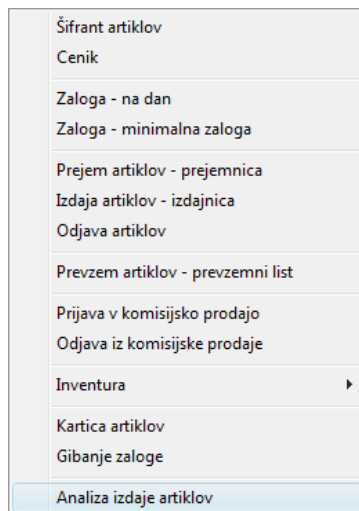 Šifrant artiklov
Cenik
Zaloga - na dan
Zaloga - minimalna zaloga
Prejem artiklov - prejemnica
Izdaja artiklov - izdajnica
Odjava artiklov
Prevzem artiklov - prevzemni list
Prijava v komisijsko prodajo
Odjava iz komisijske prodaje
Inventura
Kartica artiklov
Gibanje zaloge
Analiza izdaje artiklov